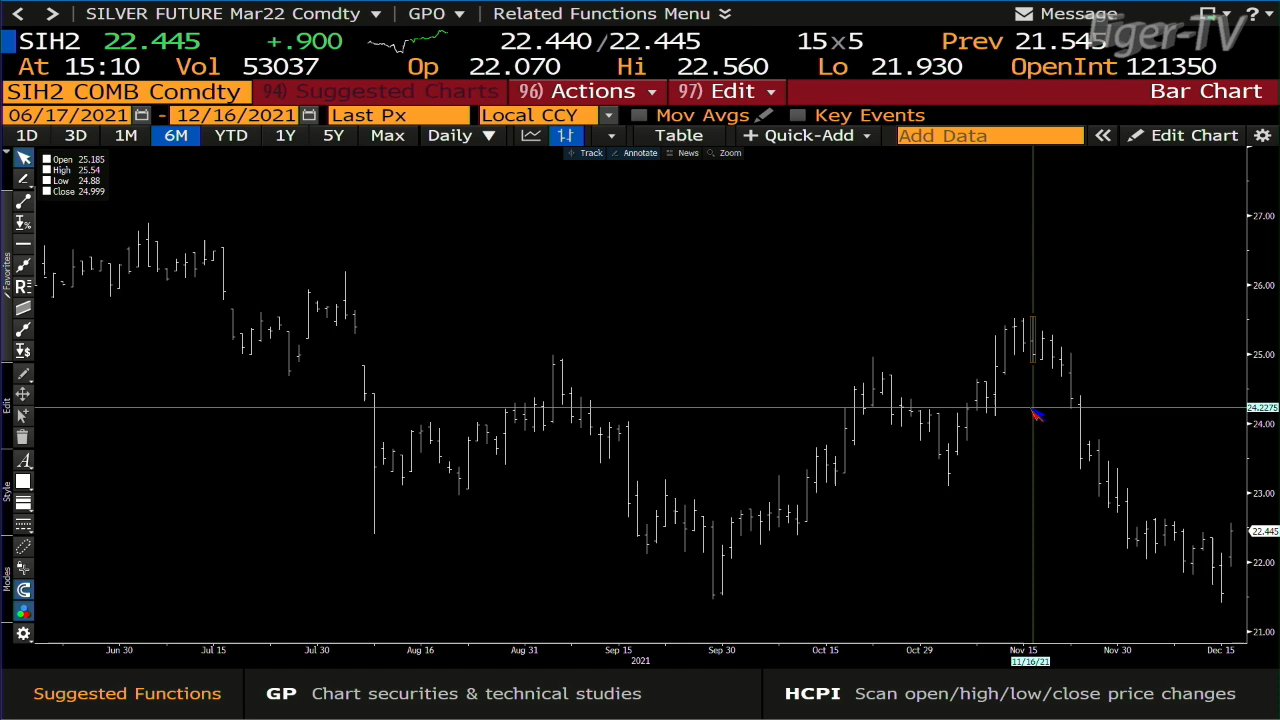 SILVER FUTURE Mar22 Comdty GPO Related Functions Menu Message ?
Tiger-TV
SIH2 22.445 +.900 22.440/22.445 15x5 Prev 21.545
At 15:10 Vol 53037 Op 22.070 Hi 22.560 Lo 21.930 OpenInt 121350
SIH2 COMB Comdty 94) Suggested Charts 96) Actions 97) Edit Bar Chart
06/17/2021 - 12/16/2021 Last Px Local CCY Mov Avgs Key Events
1D 3D 1M 6M YTD 1Y 5Y Max Daily ▼ Table + Quick-Add Add Data « Edit Chart
Track Annotate News Zoom
Open 25.185
High 25.54
Low 24.88
Close 24.999
Favorites
Edit
Style
Modes
27.00
26.00
25.00
24.2275
24.00
23.00
22.445
22.00
21.00
Jun 30 Jul 15 Jul 30 Aug 16 Aug 31 Sep 15 Sep 30 Oct 15 Oct 29 Nov 15 Nov 30 Dec 15
2021 11/16/21
Suggested Functions GP Chart securities & technical studies HCPI Scan open/high/low/close price changes